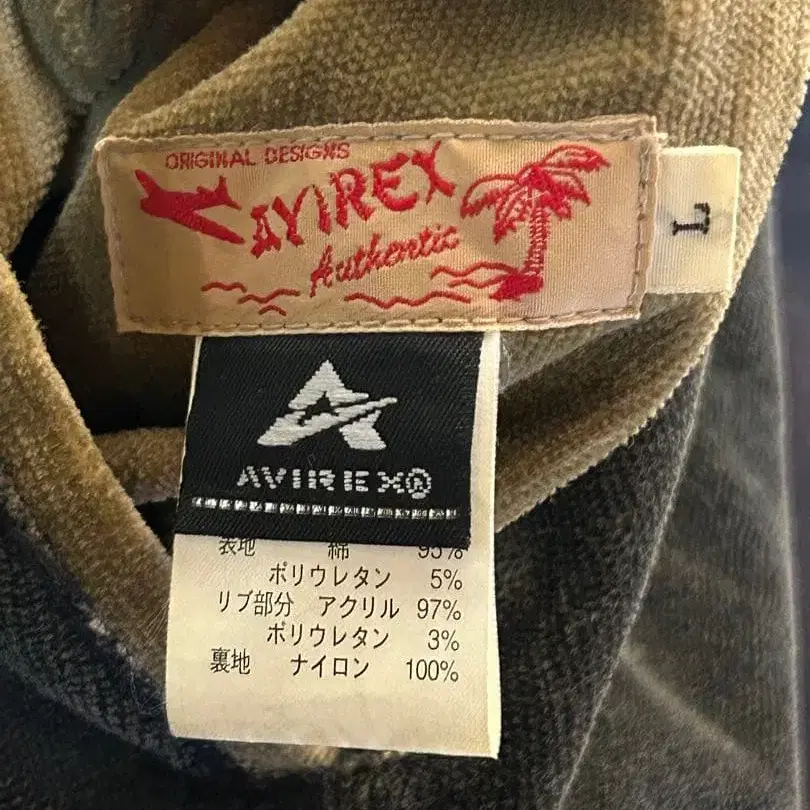 ORIGINAL DESIGNS
AVIREX
Authentic
L
AVIREX®
表地 綿 95%
ポリウレタン 5%
リブ部分 アクリル 97%
ポリウレタン 3%
裏地 ナイロン 100%